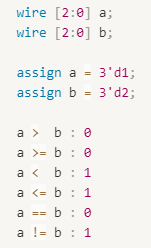 wire [2:0] a;
wire [2:0] b;
assign a = 3'd1;
assign b = 3'd2;
a >  b : 0
a >= b : 0
a <  b : 1
a <= b : 1
a == b : 0
a != b : 1